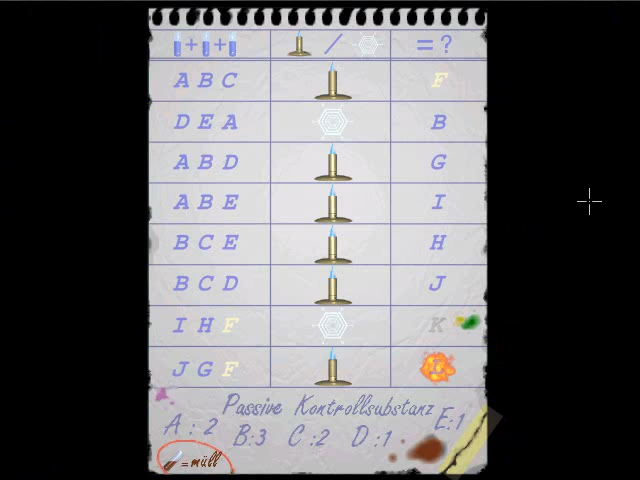 + + / = ?
A B C F
D E A B
A B D G
A B E I
B C E H
B C D J
I H F K
J G F
Passive Kontrollsubstanz
A : 2 B:3 C :2 D :1 E:1
= müll